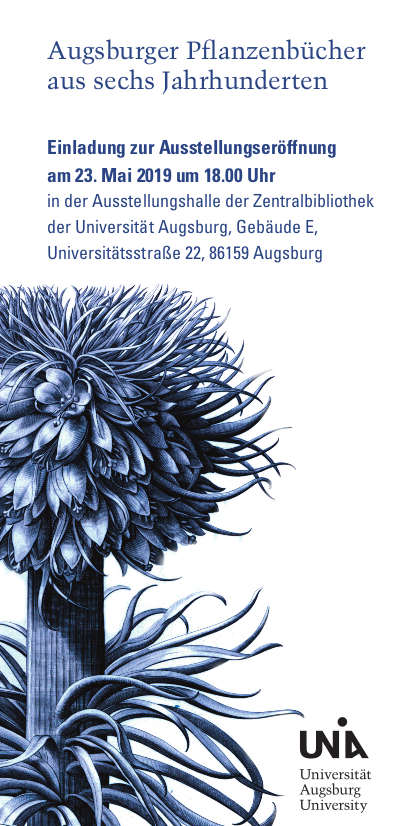 Augsburger Pflanzenbücher
aus sechs Jahrhunderten
Einladung zur Ausstellungseröffnung
am 23. Mai 2019 um 18.00 Uhr
in der Ausstellungshalle der Zentralbibliothek
der Universität Augsburg, Gebäude E,
Universitätsstraße 22, 86159 Augsburg
UNIA
Universität
Augsburg
University